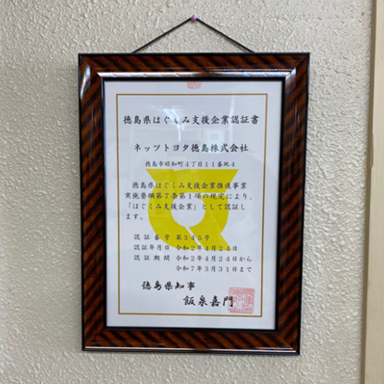 徳島県はぐくみ支援企業認証書
ネッツトヨタ徳島株式会社
徳島市昭和町4丁目11番地4
徳島県はぐくみ支援企業推進事業
実施要綱第7条第1項の規定により、
「はぐくみ支援企業」として認証し
ます。
認証番号 第345号
認証年月日 令和2年4月24日
認証期間 令和2年4月24日から
令和7年3月31日まで
徳島県知事
飯泉嘉門